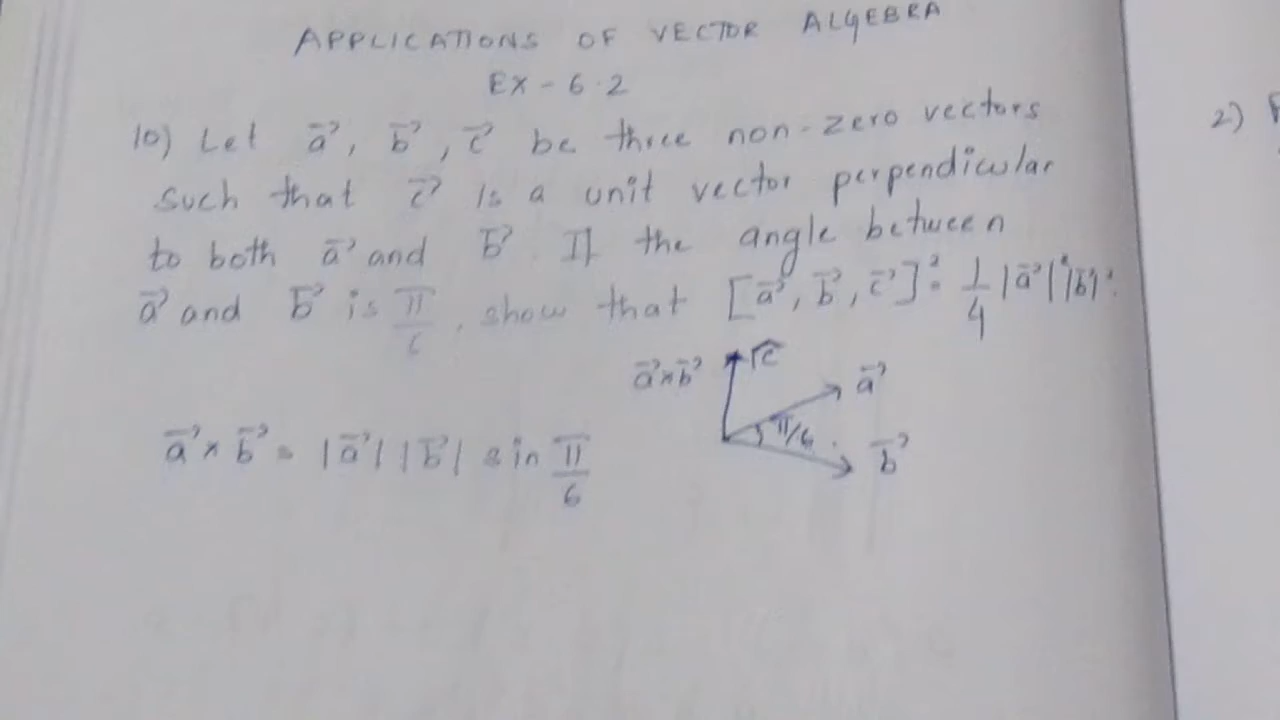 APPLICATIONS OF VECTOR ALGEBRA
EX - 6.2
10) Let a⃗, b⃗, c⃗ be three non-zero vectors
such that c⃗ is a unit vector perpendicular
to both a⃗ and b⃗. If the angle between
a⃗ and b⃗ is π/6, show that [a⃗, b⃗, c⃗]² = 1/4 |a⃗|²|b⃗|².
a⃗×b⃗ c⃗ a⃗
π/6
b⃗
a⃗ × b⃗ = |a⃗| |b⃗| sin π/6
2)